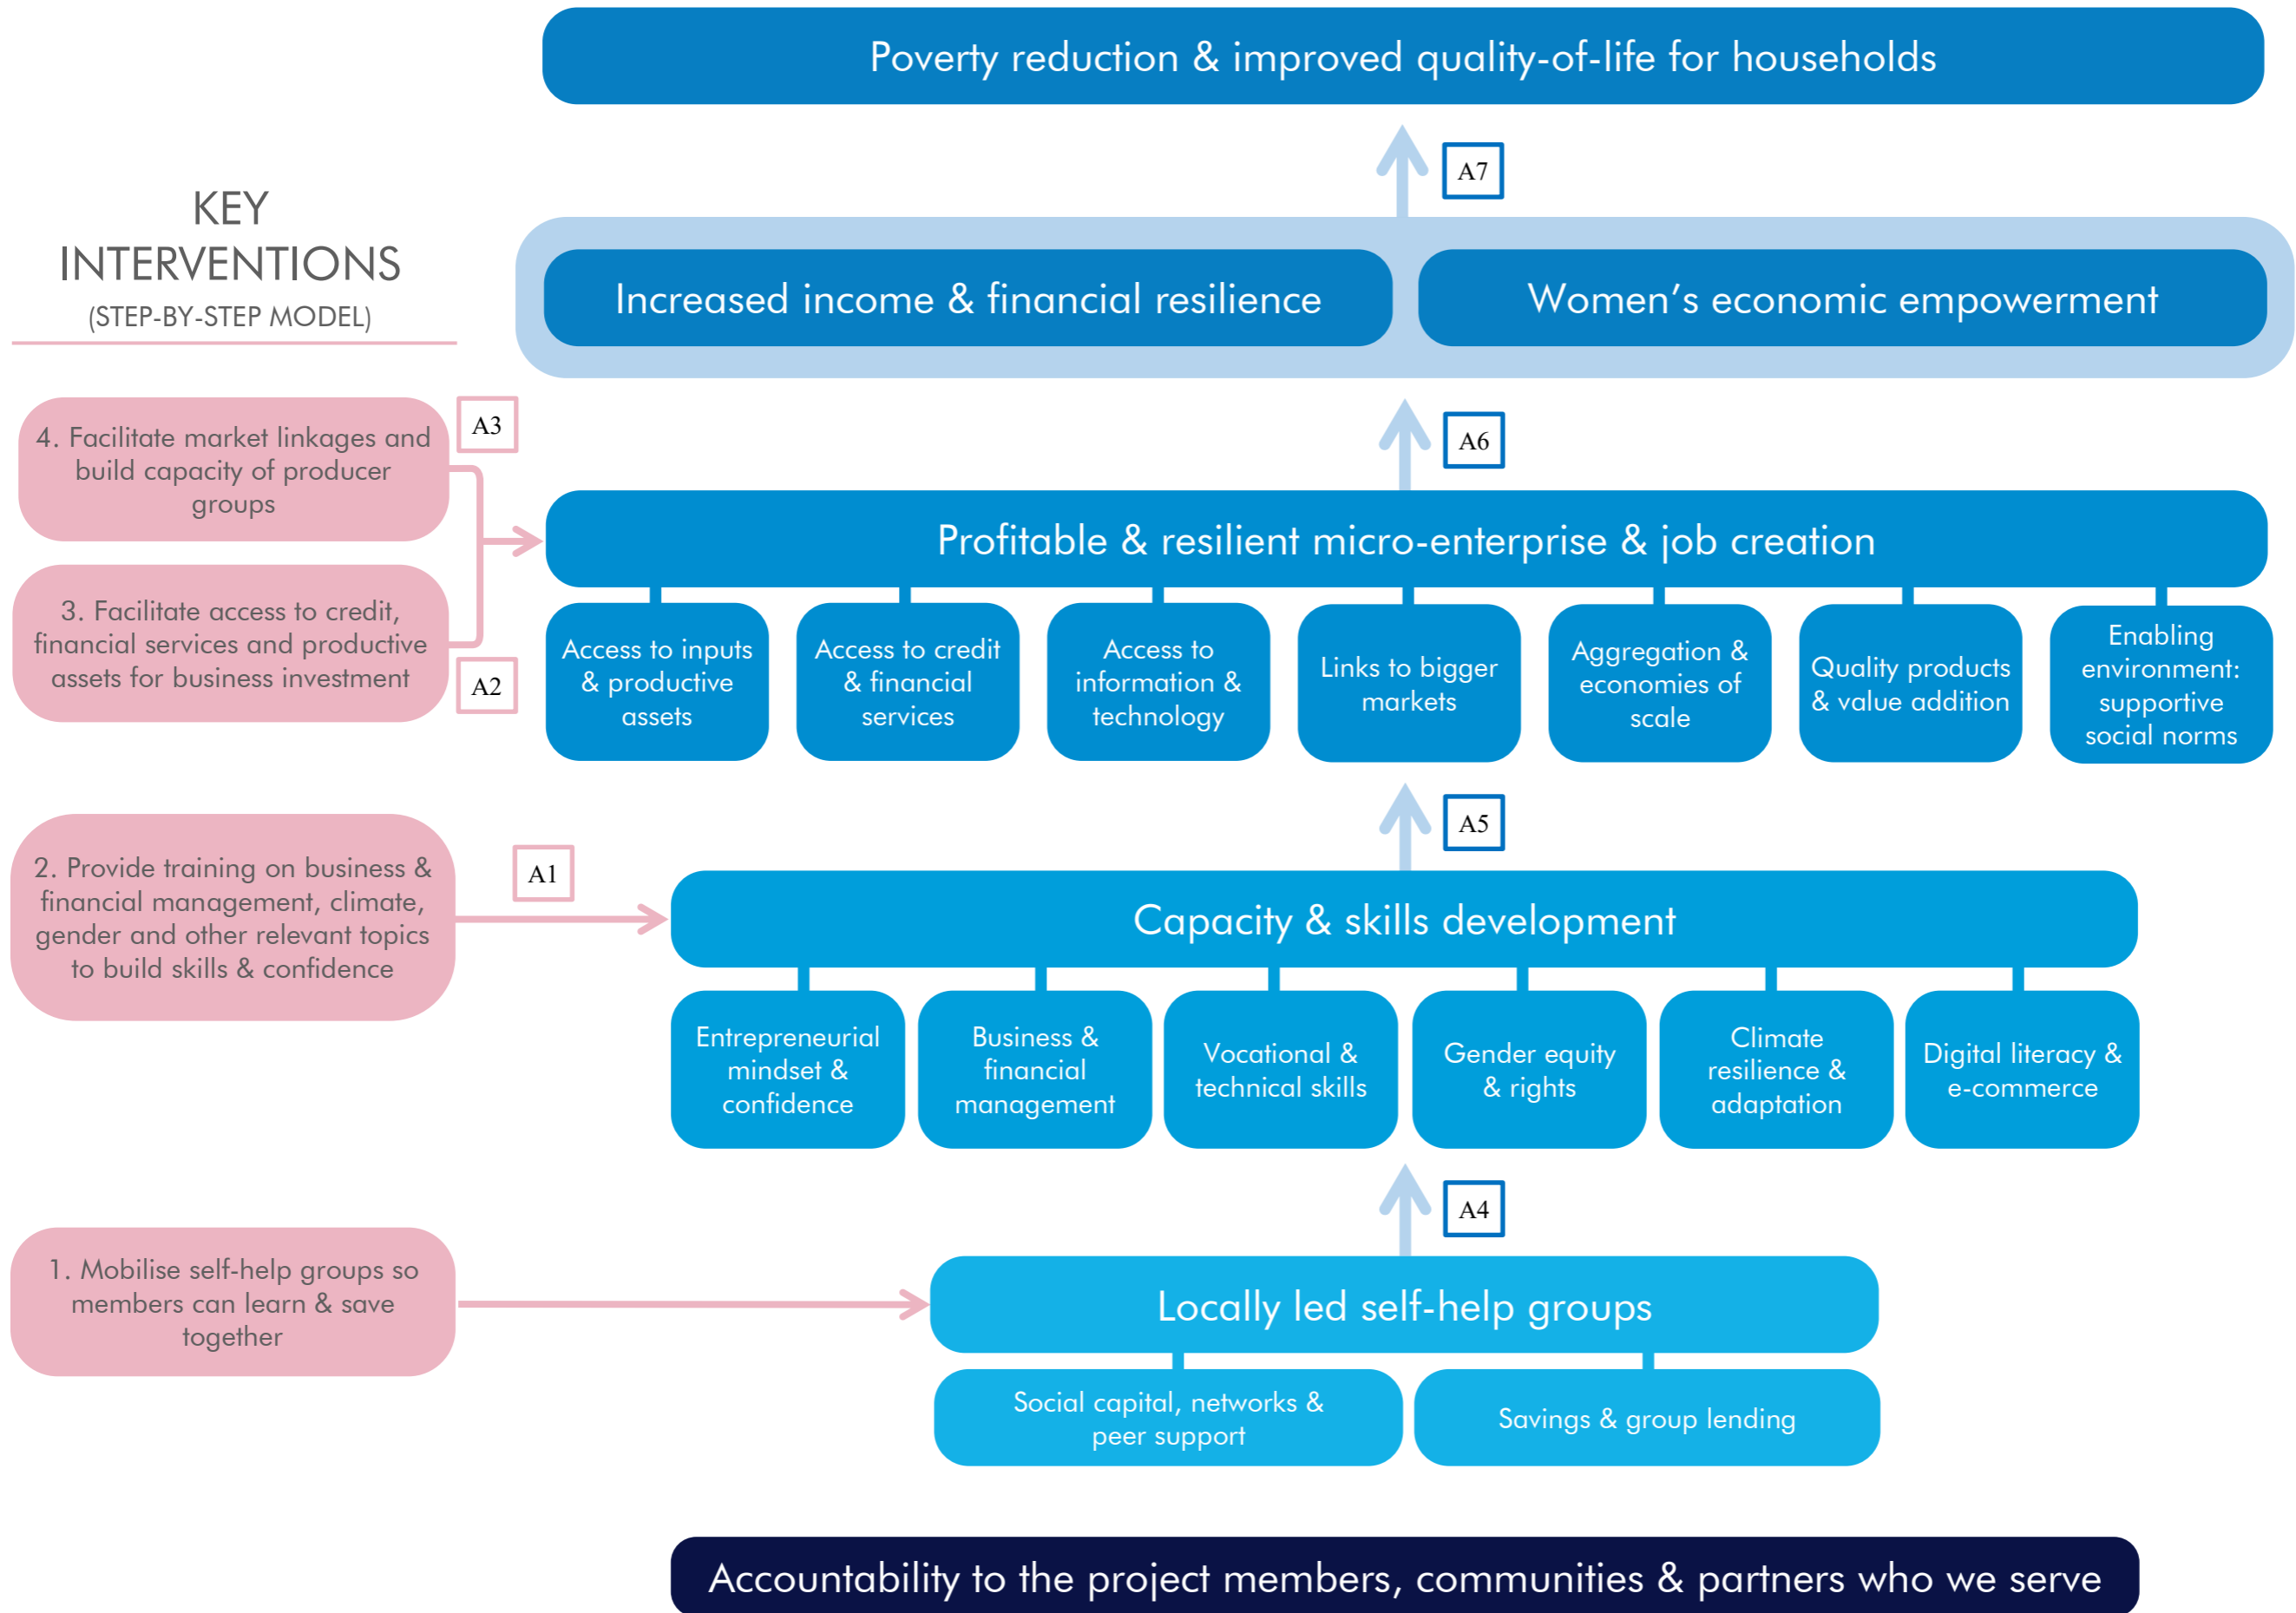 Poverty reduction & improved quality-of-life for households
A7
KEY
INTERVENTIONS
(STEP-BY-STEP MODEL)
Increased income & financial resilience
Women’s economic empowerment
4. Facilitate market linkages and
build capacity of producer
groups
A3
A6
Profitable & resilient micro-enterprise & job creation
3. Facilitate access to credit,
financial services and productive
assets for business investment
A2
Access to inputs
& productive
assets
Access to credit
& financial
services
Access to
information &
technology
Links to bigger
markets
Aggregation &
economies of
scale
Quality products
& value addition
Enabling
environment:
supportive
social norms
A5
2. Provide training on business &
financial management, climate,
gender and other relevant topics
to build skills & confidence
A1
Capacity & skills development
Entrepreneurial
mindset &
confidence
Business &
financial
management
Vocational &
technical skills
Gender equity
& rights
Climate
resilience &
adaptation
Digital literacy &
e-commerce
A4
1. Mobilise self-help groups so
members can learn & save
together
Locally led self-help groups
Social capital, networks &
peer support
Savings & group lending
Accountability to the project members, communities & partners who we serve